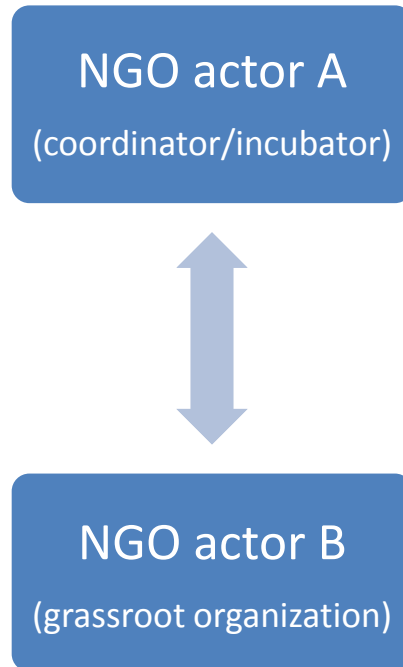 NGO actor A
(coordinator/incubator)
NGO actor B
(grassroot organization)